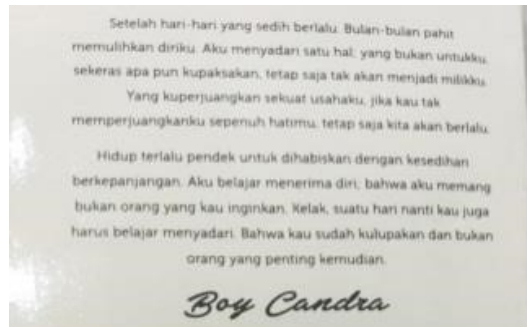 Setelah hari-hari yang sedih berlalu. Bulan-bulan pahit
memulihkan diriku. Aku menyadari satu hal; yang bukan untukku,
sekeras apa pun kupaksakan, tetap saja tak akan menjadi milikku.
Yang kuperjuangkan sekuat usahaku, jika kau tak
memperjuangkanku sepenuh hatimu, tetap saja kita akan berlalu.
Hidup terlalu pendek untuk dihabiskan dengan kesedihan
berkepanjangan. Aku belajar menerima diri, bahwa aku memang
bukan orang yang kau inginkan. Kelak, suatu hari nanti kau juga
harus belajar menyadari. Bahwa kau sudah kulupakan dan bukan
orang yang penting kemudian.
Boy Candra